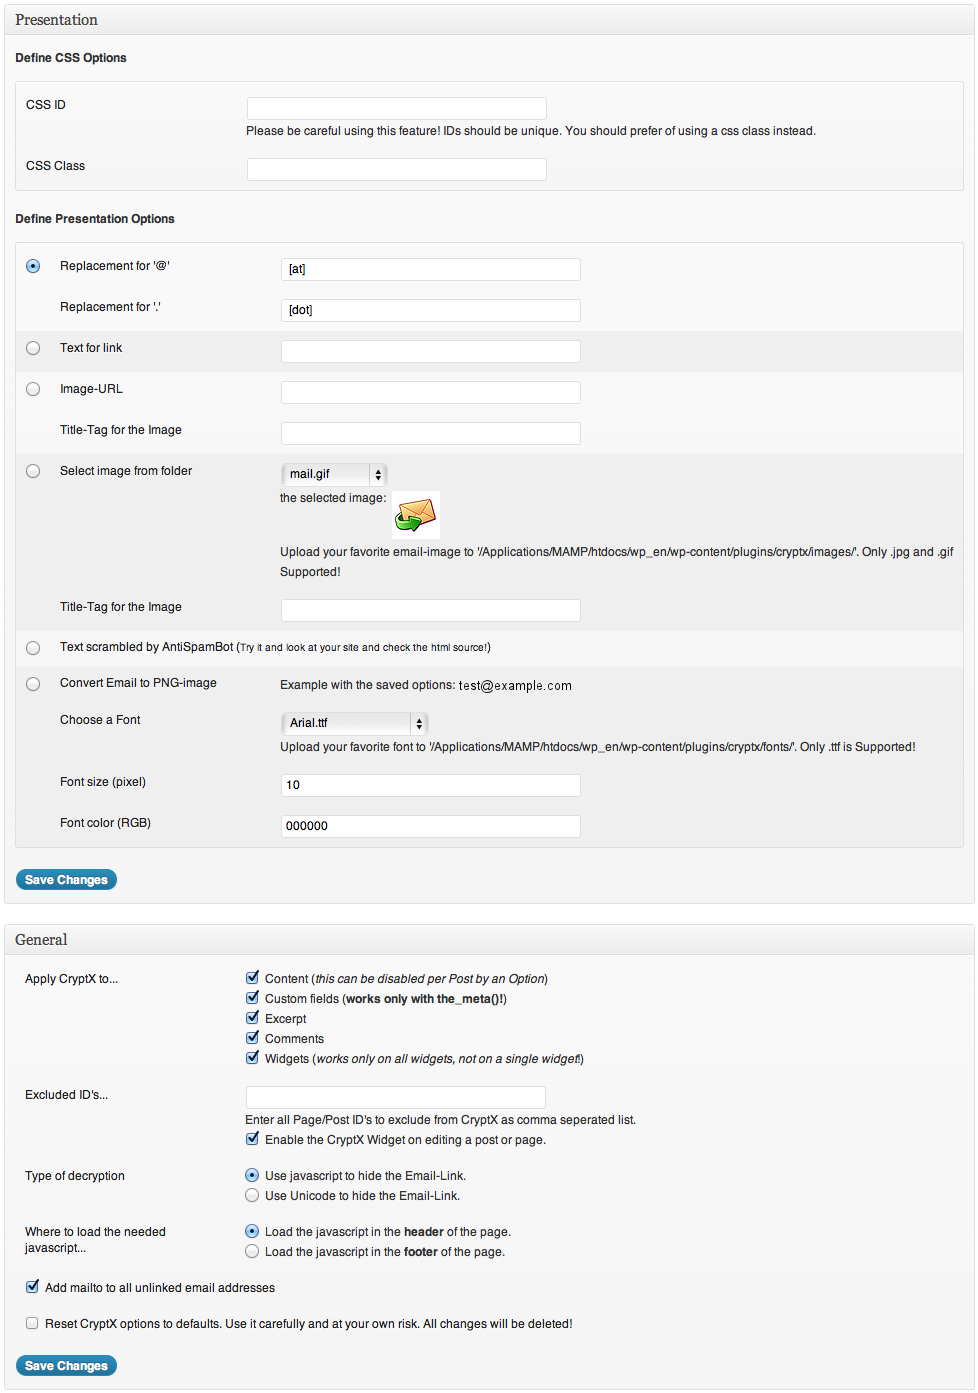 Presentation
Define CSS Options
CSS ID
Please be careful using this feature! IDs should be unique. You should prefer of using a css class instead.
CSS Class
Define Presentation Options
Replacement for '@'
[at]
Replacement for '.'
[dot]
Text for link
Image-URL
Title-Tag for the Image
Select image from folder
mail.gif
the selected image:
Upload your favorite email-image to '/Applications/MAMP/htdocs/wp_en/wp-content/plugins/cryptx/images/'. Only .jpg and .gif
Supported!
Title-Tag for the Image
Text scrambled by AntiSpamBot (Try it and look at your site and check the html source!)
Convert Email to PNG-image
Example with the saved options: test@example.com
Choose a Font
Arial.ttf
Upload your favorite font to '/Applications/MAMP/htdocs/wp_en/wp-content/plugins/cryptx/fonts/'. Only .ttf is Supported!
Font size (pixel)
10
Font color (RGB)
000000
Save Changes
General
Apply CryptX to...
Content (this can be disabled per Post by an Option)
Custom fields (works only with the_meta()!)
Excerpt
Comments
Widgets (works only on all widgets, not on a single widget!)
Excluded ID's...
Enter all Page/Post ID's to exclude from CryptX as comma seperated list.
Enable the CryptX Widget on editing a post or page.
Type of decryption
Use javascript to hide the Email-Link.
Use Unicode to hide the Email-Link.
Where to load the needed
javascript...
Load the javascript in the header of the page.
Load the javascript in the footer of the page.
Add mailto to all unlinked email addresses
Reset CryptX options to defaults. Use it carefully and at your own risk. All changes will be deleted!
Save Changes